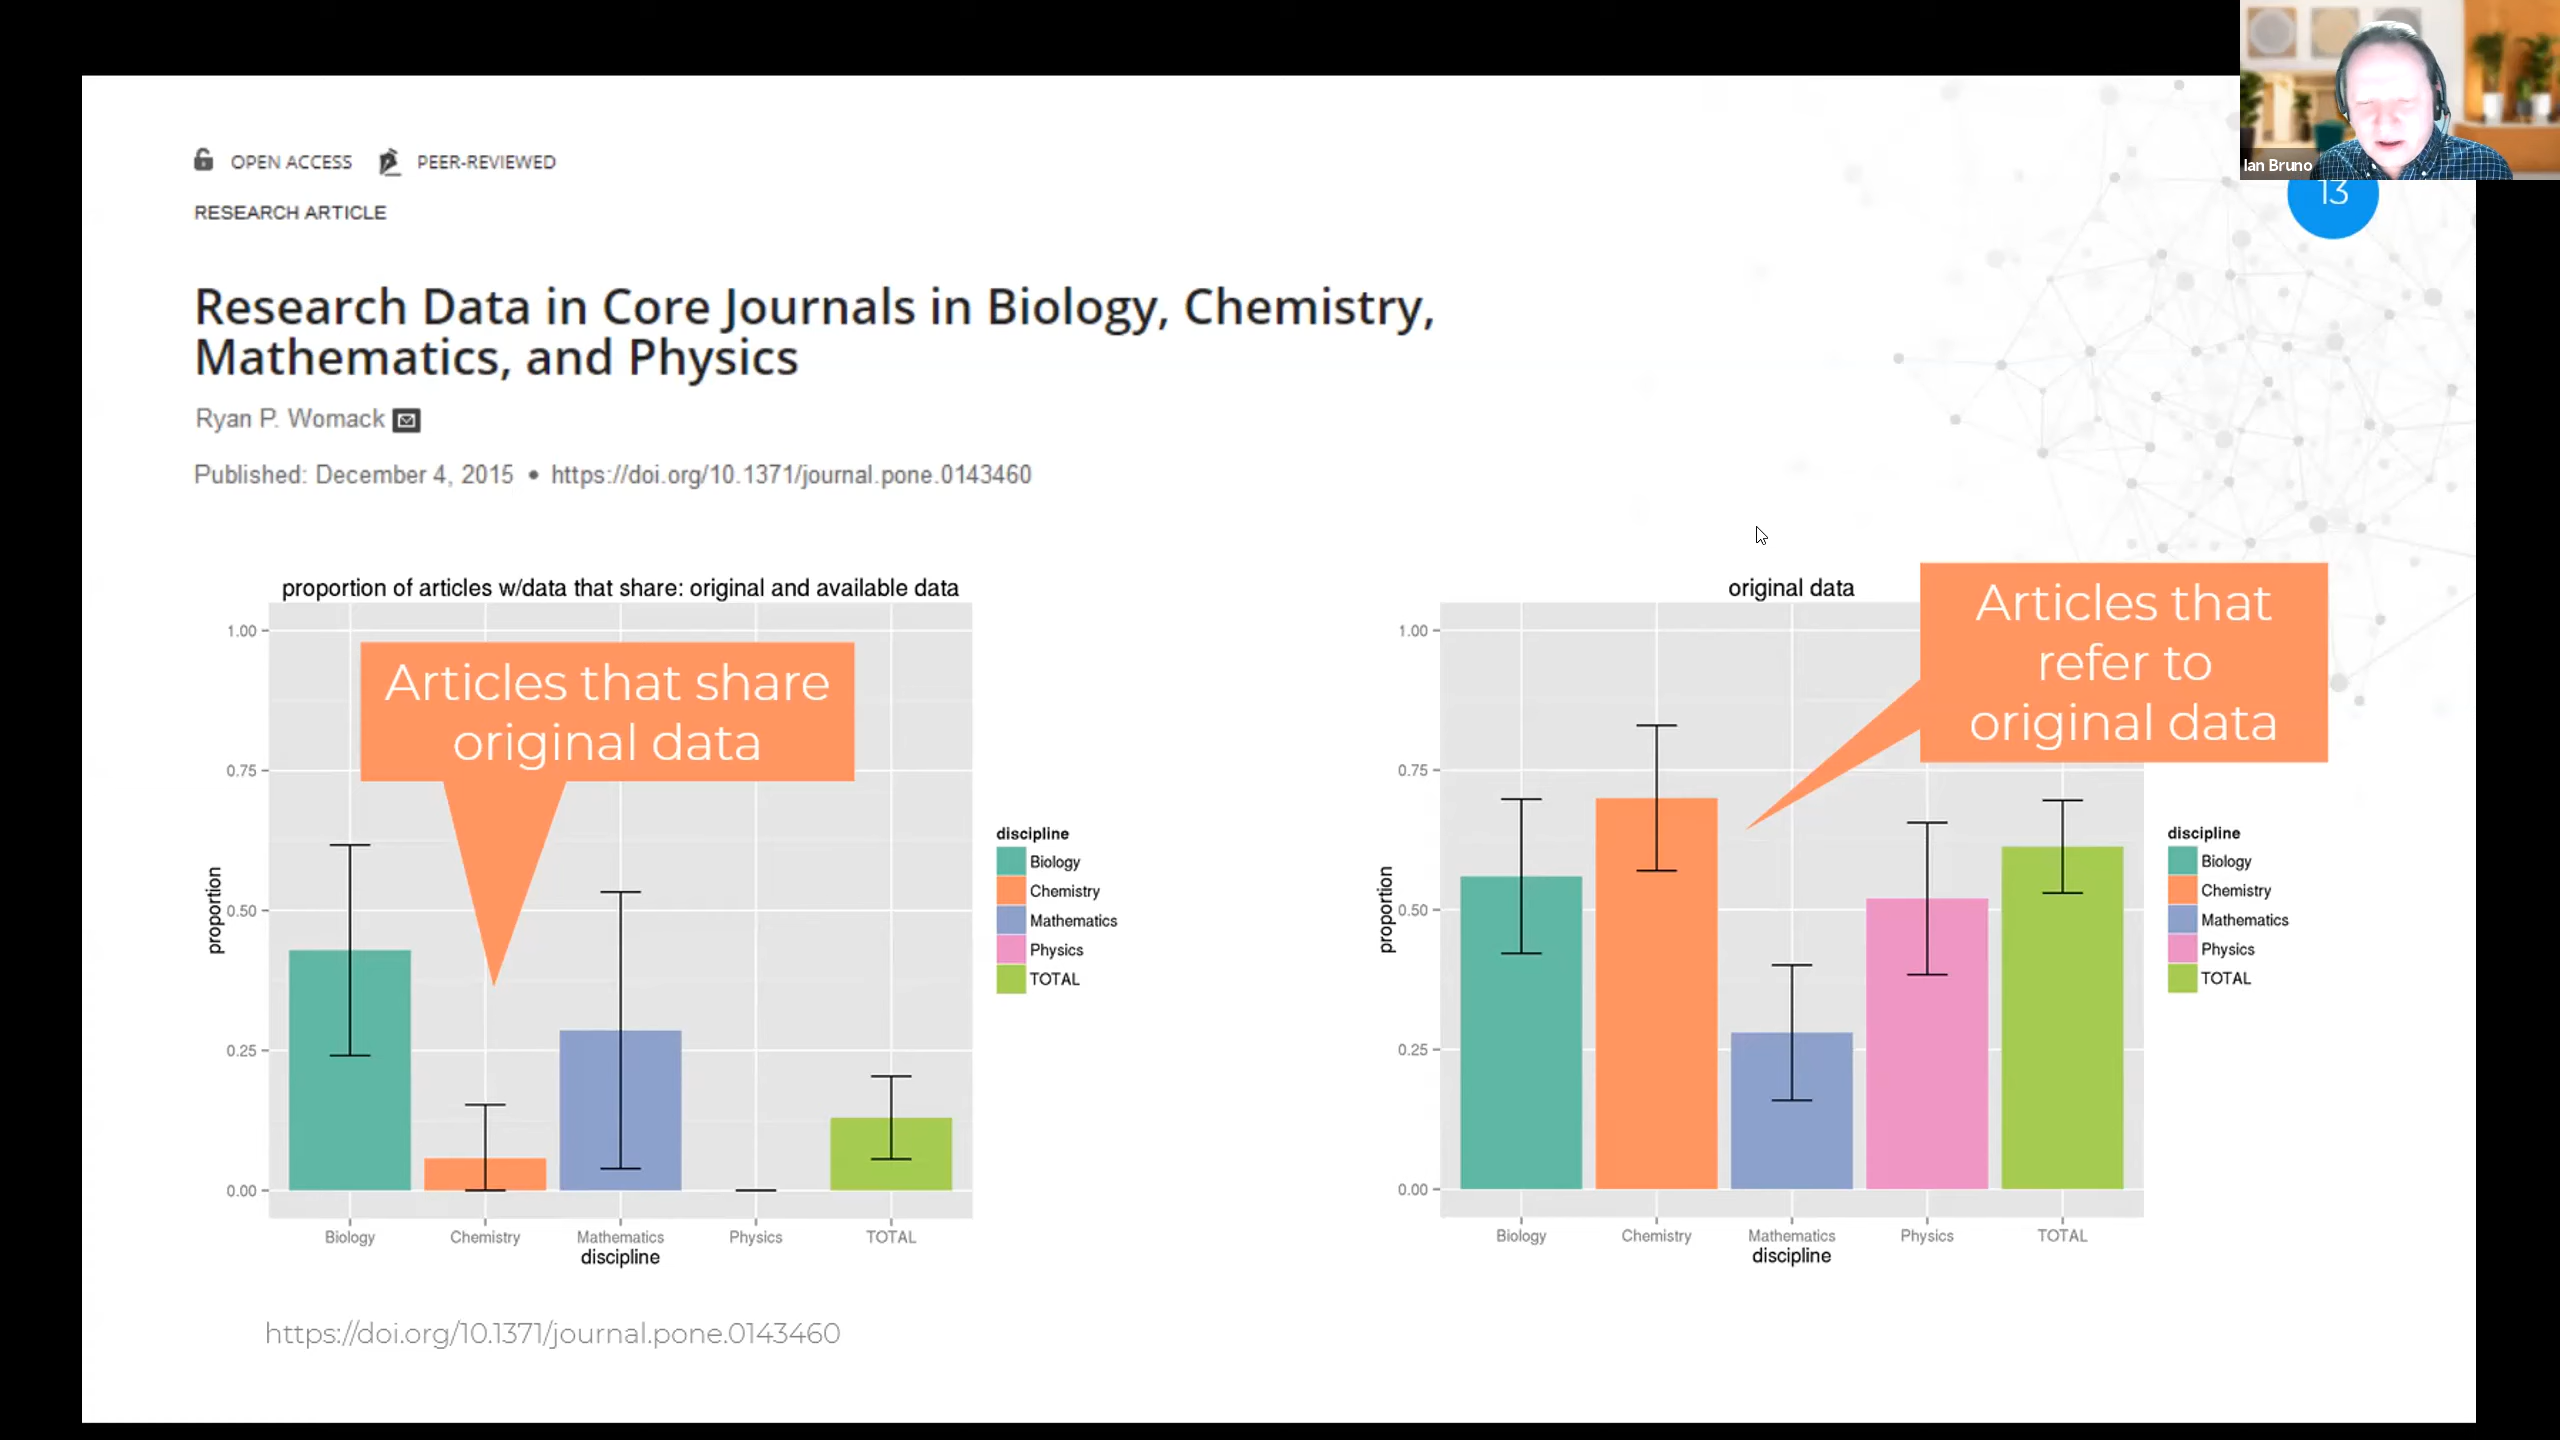 Ian Bruno
13
OPEN ACCESS PEER-REVIEWED
RESEARCH ARTICLE
Research Data in Core Journals in Biology, Chemistry,
Mathematics, and Physics
Ryan P. Womack
Published: December 4, 2015 • https://doi.org/10.1371/journal.pone.0143460
proportion of articles w/data that share: original and available data
Articles that share
original data
1.00
0.75
0.50
0.25
0.00
proportion
Biology Chemistry Mathematics Physics TOTAL
discipline
discipline
Biology
Chemistry
Mathematics
Physics
TOTAL
original data
Articles that
refer to
original data
1.00
0.75
0.50
0.25
0.00
proportion
Biology Chemistry Mathematics Physics TOTAL
discipline
discipline
Biology
Chemistry
Mathematics
Physics
TOTAL
https://doi.org/10.1371/journal.pone.0143460